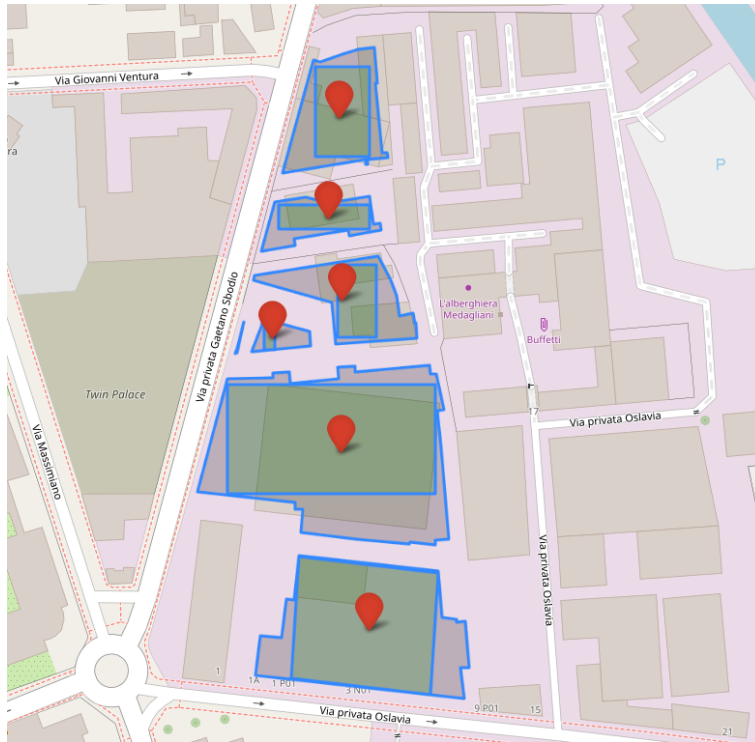 Via Giovanni Ventura
ra
P
Via privata Gaetano Sbodio
L'alberghiera
Medagliani
Buffetti
Twin Palace
17
Via privata Oslavia
Via Massimiano
Via privata Oslavia
1
1A
1 P01
3 N01
9 P01
15
Via privata Oslavia
21